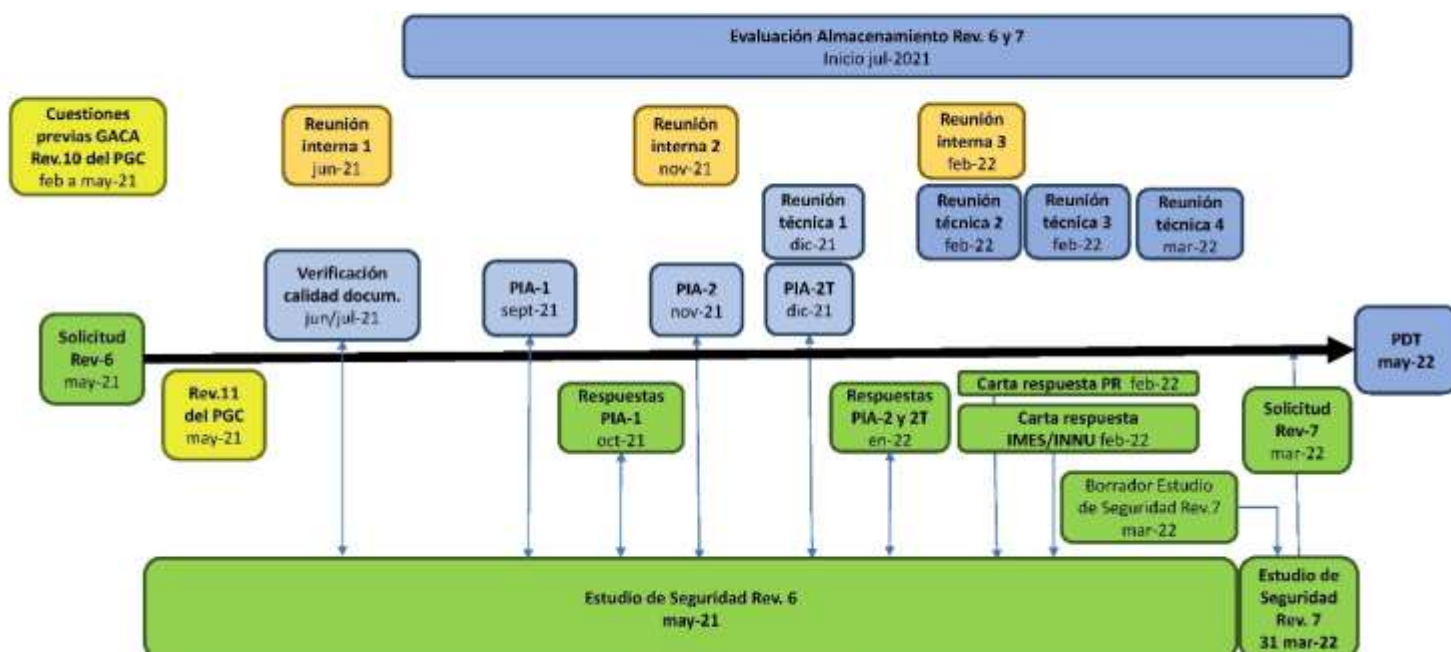 Evaluación Almacenamiento Rev. 6 y 7
Inicio jul-2021
Cuestiones
previas GACA
Rev.10 del PGC
feb a may-21
Reunión
interna 1
jun-21
Reunión
interna 2
nov-21
Reunión
interna 3
feb-22
Reunión
técnica 1
dic-21
Reunión
técnica 2
feb-22
Reunión
técnica 3
feb-22
Reunión
técnica 4
mar-22
Verificación
calidad docum.
jun/jul-21
PIA-1
sept-21
PIA-2
nov-21
PIA-2T
dic-21
Solicitud
Rev-6
may-21
PDT
may-22
Rev.11
del PGC
may-21
Respuestas
PIA-1
oct-21
Respuestas
PIA-2 y 2T
en-22
Carta respuesta PR feb-22
Carta respuesta
IMES/INNU feb-22
Solicitud
Rev-7
mar-22
Borrador Estudio
de Seguridad Rev.7
mar-22
Estudio de Seguridad Rev. 6
may-21
Estudio de
Seguridad
Rev. 7
31 mar-22